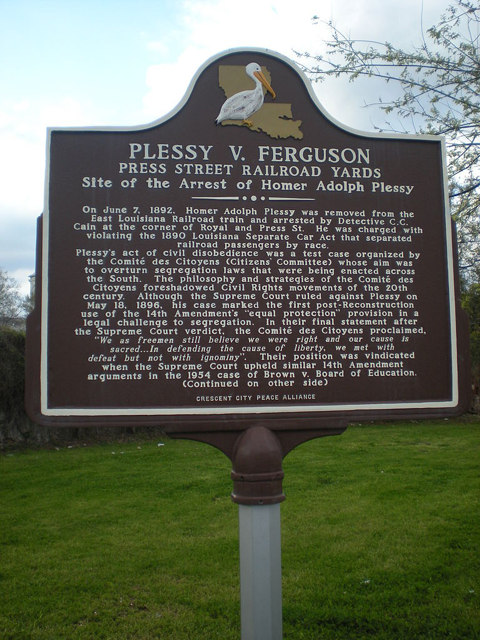 PLESSY V. FERGUSON
PRESS STREET RAILROAD YARDS
Site of the Arrest of Homer Adolph Plessy
On June 7, 1892, Homer Adolph Plessy was removed from the
East Louisiana Railroad train and arrested by Detective C.C.
Cain at the corner of Royal and Press St. He was charged with
violating the 1890 Louisiana Separate Car Act that separated
railroad passengers by race.
Plessy's act of civil disobedience was a test case organized by
the Comité des Citoyens (Citizens' Committee) whose aim was
to overturn segregation laws that were being enacted across
the South. The philosophy and strategies of the Comité des
Citoyens foreshadowed Civil Rights movements of the 20th
century. Although the Supreme Court ruled against Plessy on
May 18, 1896, his case marked the first post-Reconstruction
use of the 14th Amendment's "equal protection" provision in a
legal challenge to segregation. In their final statement after
the Supreme Court verdict, the Comité des Citoyens proclaimed,
"We as freemen still believe we were right and our cause is
sacred...In defending the cause of liberty, we met with
defeat but not with ignominy". Their position was vindicated
when the Supreme Court upheld similar 14th Amendment
arguments in the 1954 case of Brown v. Board of Education.
(Continued on other side)
CRESCENT CITY PEACE ALLIANCE